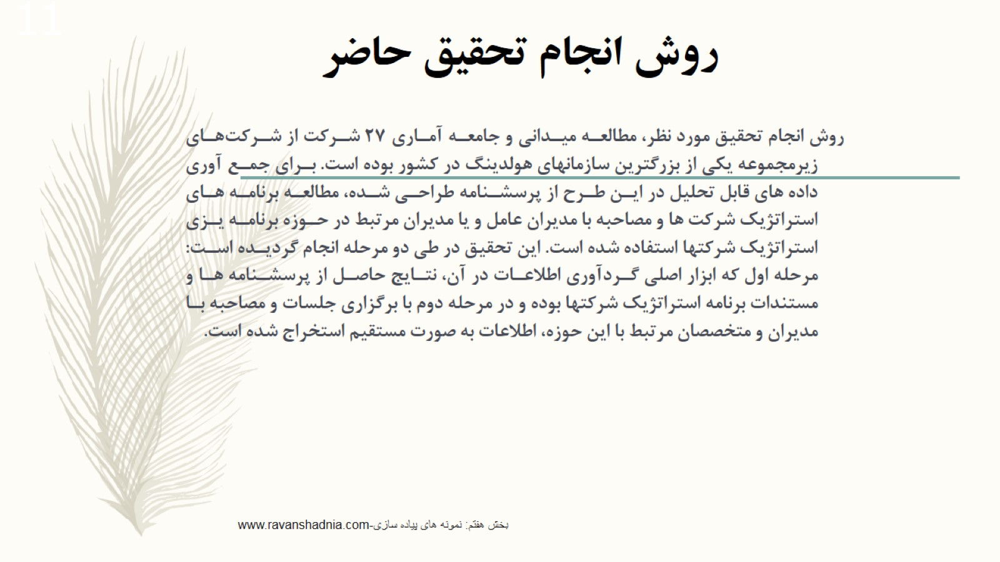 11
روش انجام تحقیق حاضر
روش انجام تحقیق مورد نظر، مطالعه میدانی و جامعه آماری ۲۷ شرکت از شرکت‌های
زیرمجموعه یکی از بزرگترین سازمانهای هولدینگ در کشور بوده است. برای جمع آوری
داده های قابل تحلیل در این طرح از پرسشنامه طراحی شده، مطالعه برنامه های
استراتژیک شرکت ها و مصاحبه با مدیران عامل و یا مدیران مرتبط در حوزه برنامه یزی
استراتژیک شرکتها استفاده شده است. این تحقیق در طی دو مرحله انجام گردیده است:
مرحله اول که ابزار اصلی گردآوری اطلاعات در آن، نتایج حاصل از پرسشنامه ها و
مستندات برنامه استراتژیک شرکتها بوده و در مرحله دوم با برگزاری جلسات و مصاحبه با
مدیران و متخصصان مرتبط با این حوزه، اطلاعات به صورت مستقیم استخراج شده است.
بخش هفتم: نمونه های پیاده سازی-www.ravanshadnia.com